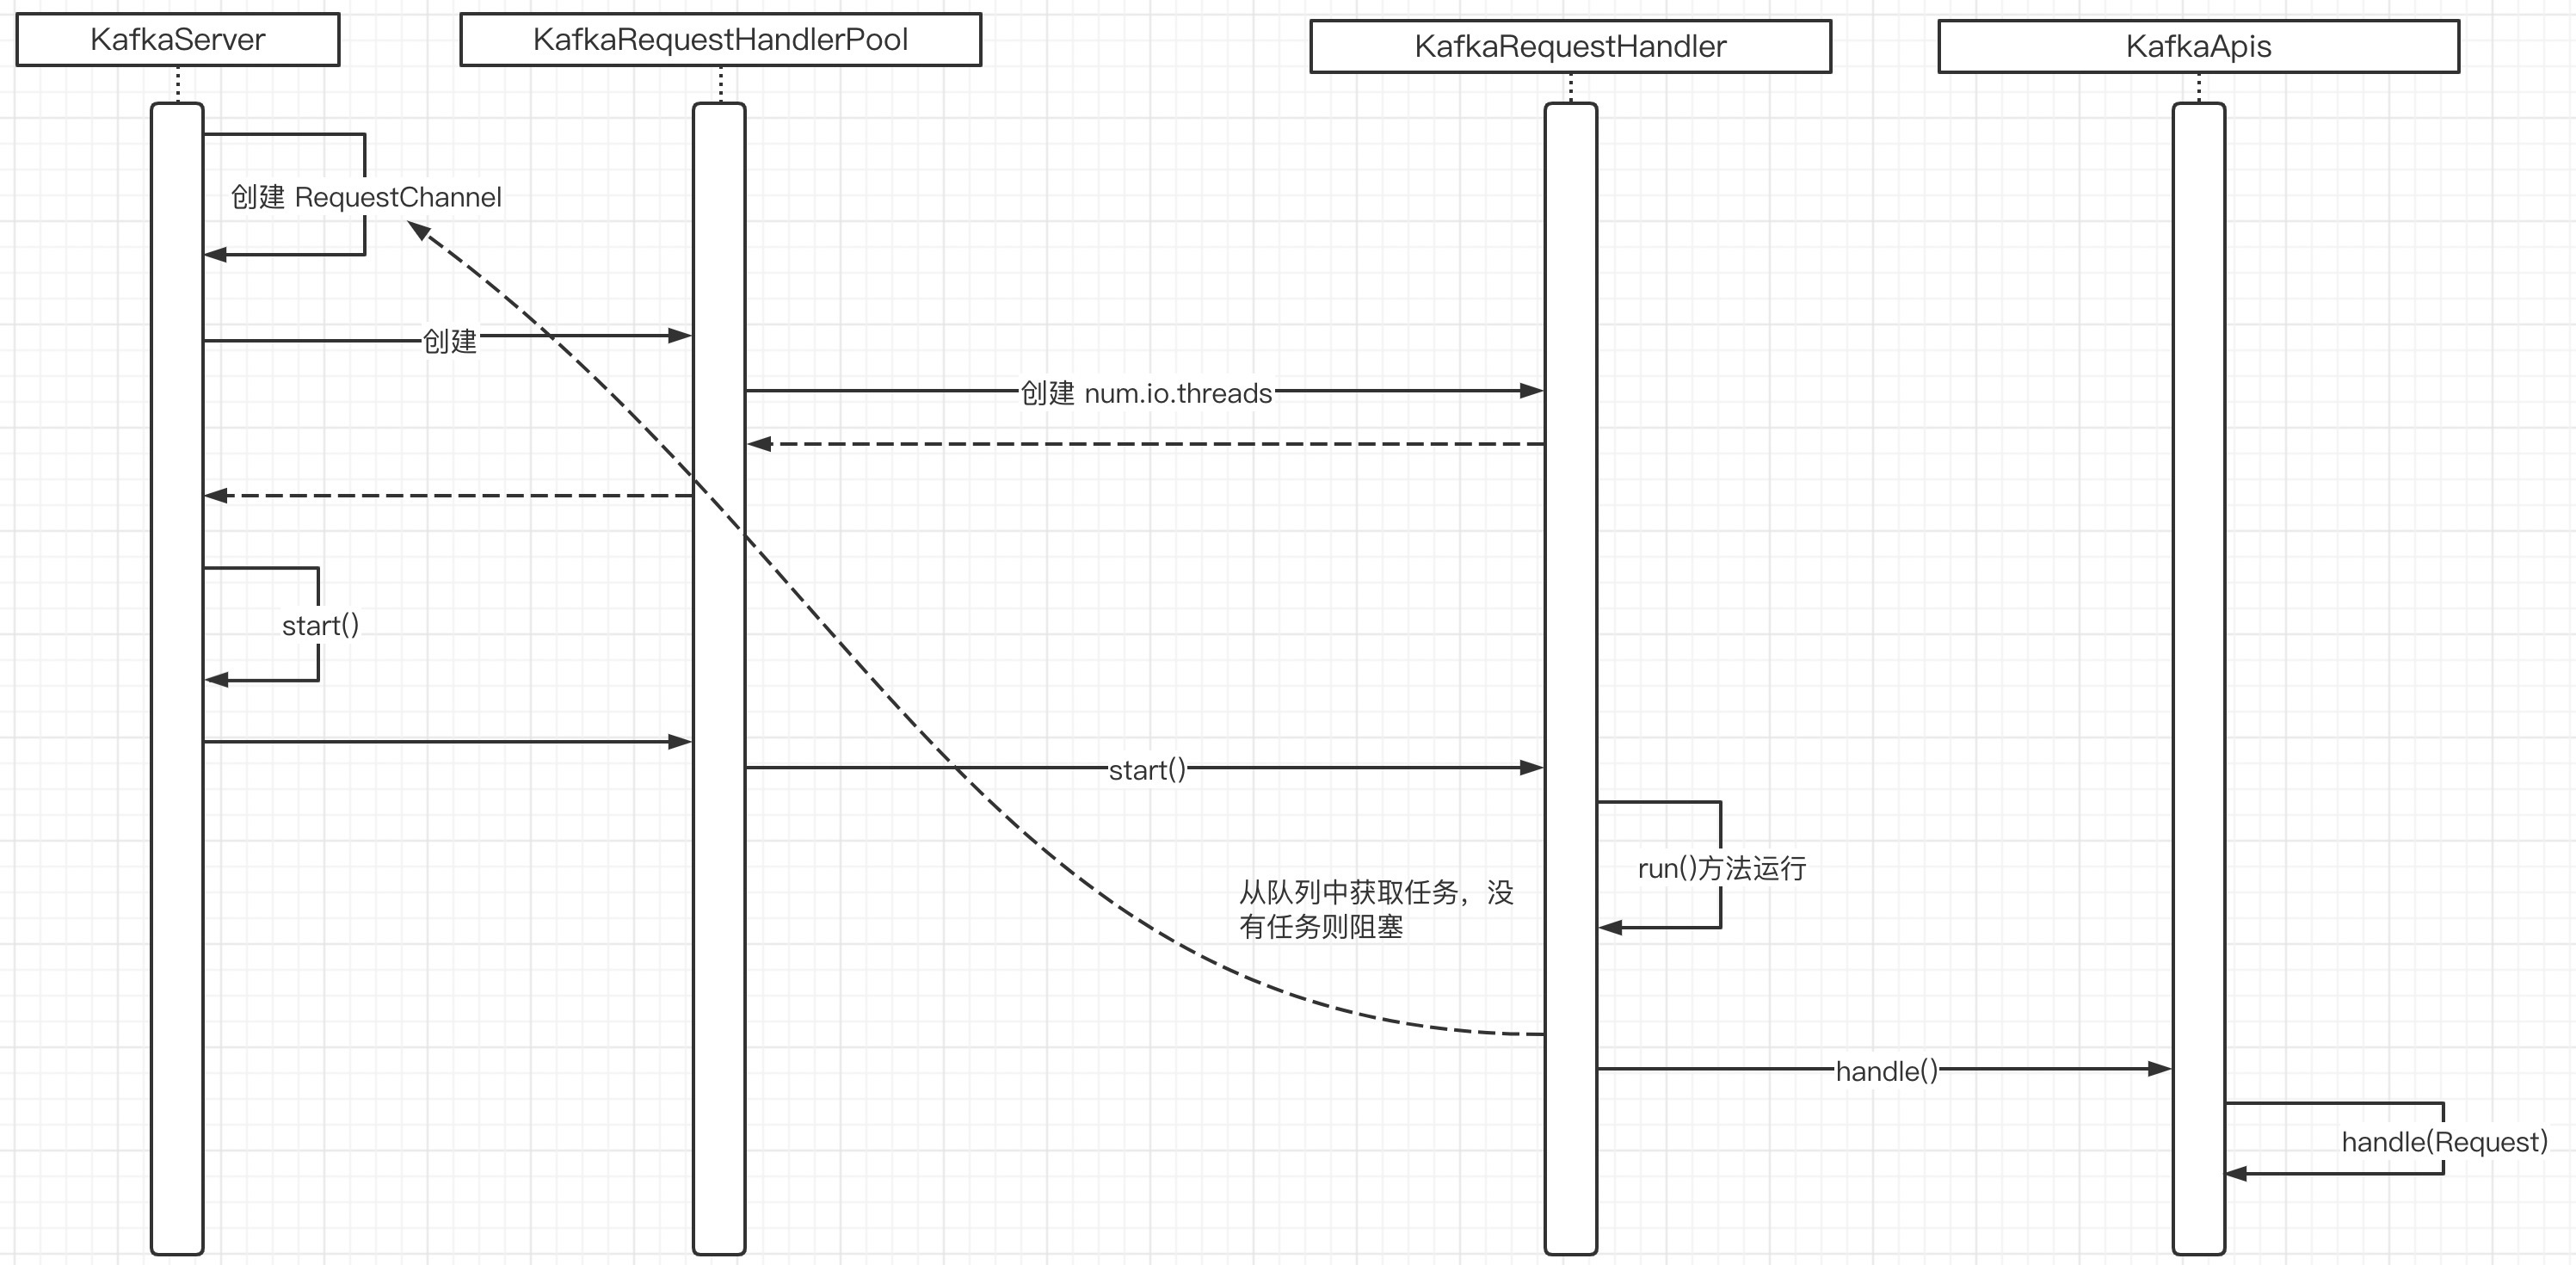 KafkaServer
KafkaRequestHandlerPool
KafkaRequestHandler
KafkaApis
创建 RequestChannel
创建
创建 num.io.threads
start()
start()
run()方法运行
从队列中获取任务，没
有任务则阻塞
handle()
handle(Request)